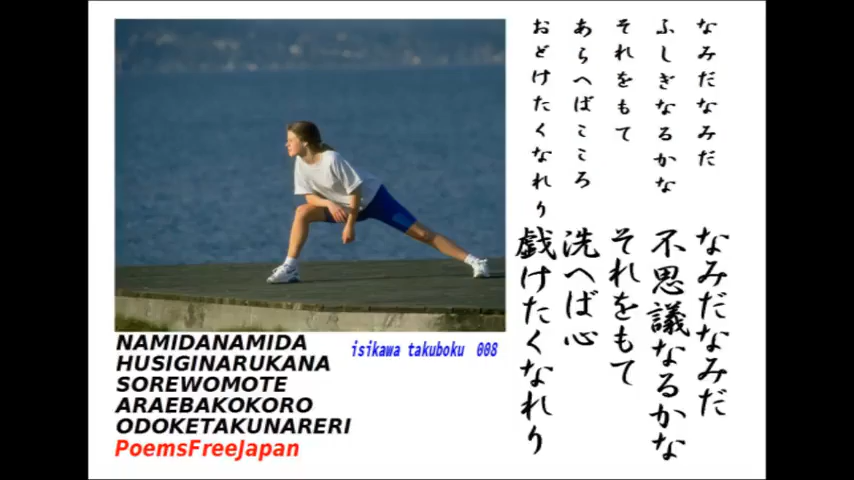 なみだなみだ
ふしぎなるかな
それをもて
あらへばこころ
おどけたくなれり
なみだなみだ
不思議なるかな
それをもて
洗へば心
戯けたくなれり
NAMIDANAMIDA
HUSIGINARUKANA
SOREWOMOTE
ARAEBAKOKORO
ODOKETAKUNARERI
PoemsFreeJapan
isikawa takuboku 008